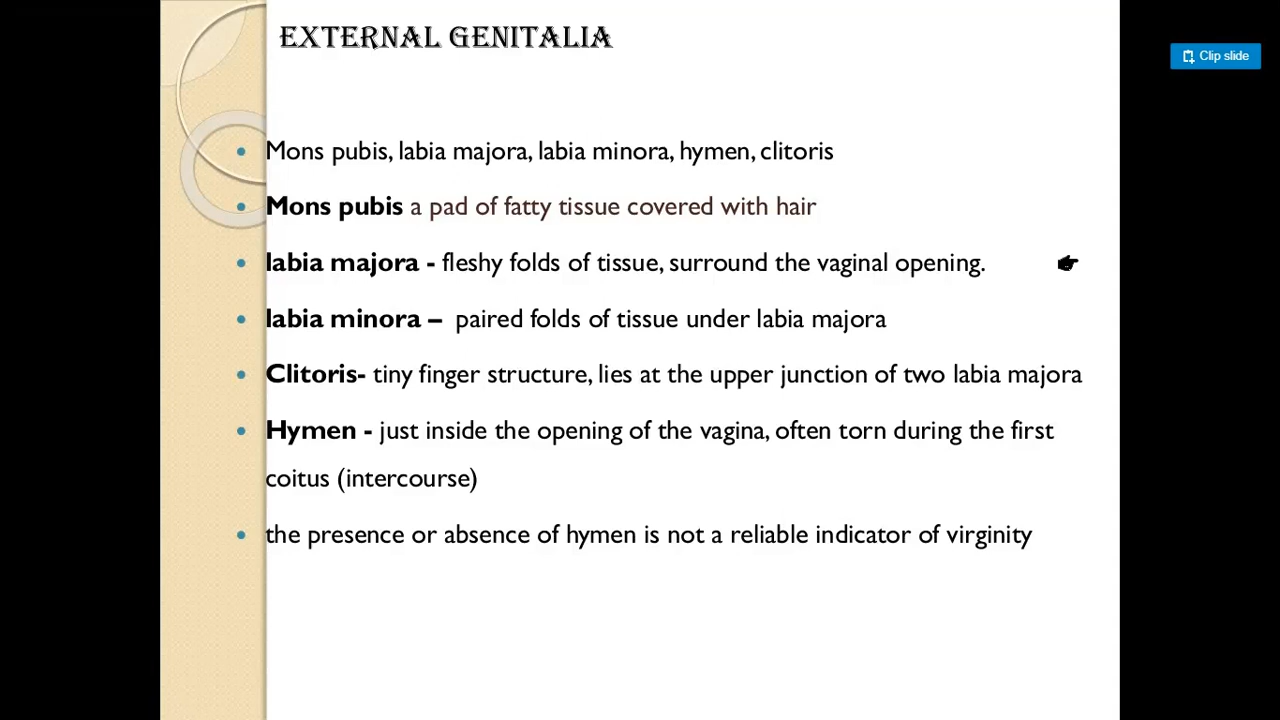 EXTERNAL GENITALIA
Clip slide
Mons pubis, labia majora, labia minora, hymen, clitoris
Mons pubis a pad of fatty tissue covered with hair
labia majora - fleshy folds of tissue, surround the vaginal opening.
labia minora – paired folds of tissue under labia majora
Clitoris- tiny finger structure, lies at the upper junction of two labia majora
Hymen - just inside the opening of the vagina, often torn during the first
coitus (intercourse)
the presence or absence of hymen is not a reliable indicator of virginity